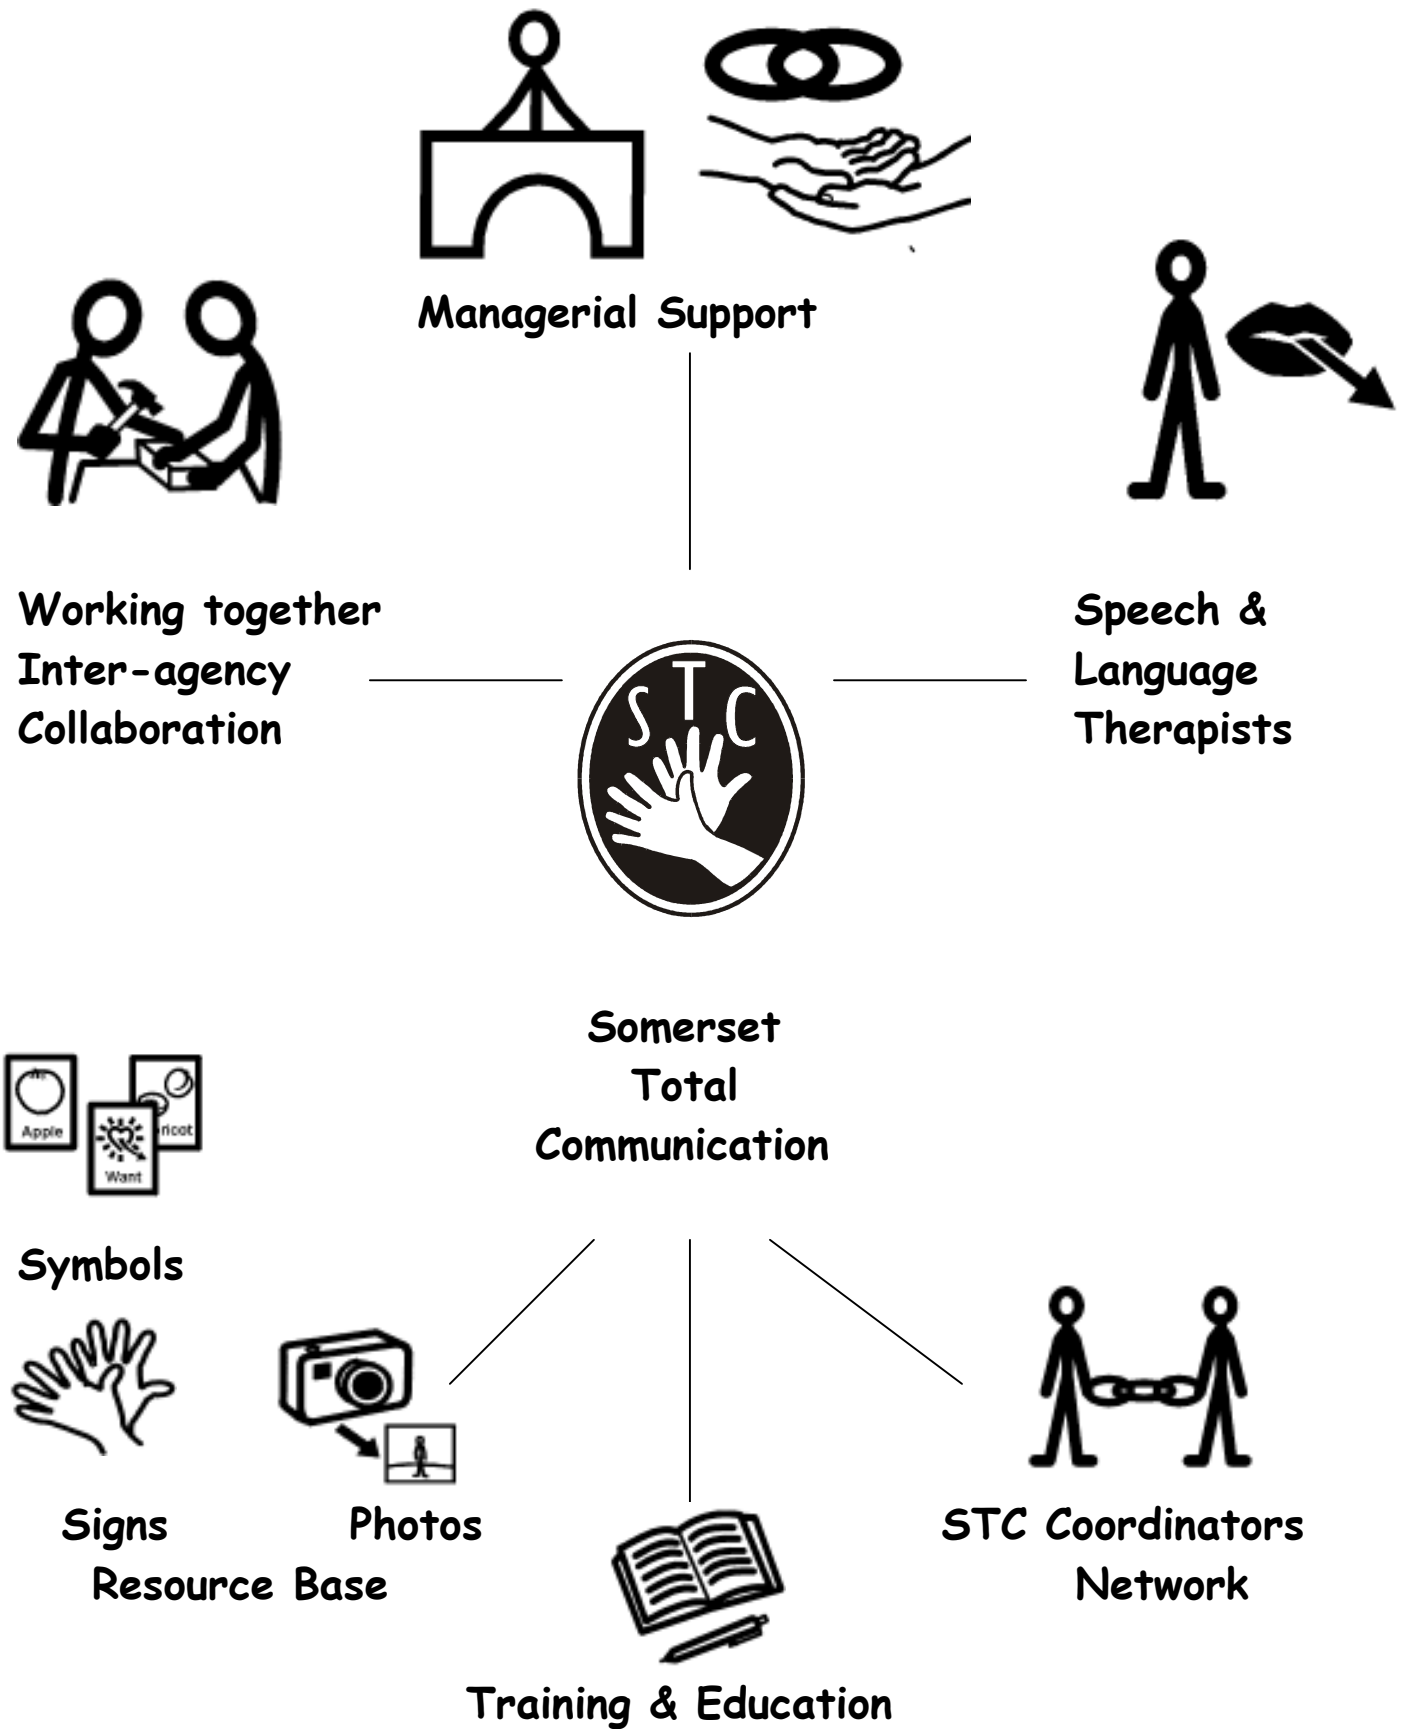 Managerial Support
Working together
Inter-agency
Collaboration
Speech &
Language
Therapists
S T C
Somerset
Total
Communication
Apple
ricot
Want
Symbols
Signs
Photos
Resource Base
STC Coordinators
Network
Training & Education